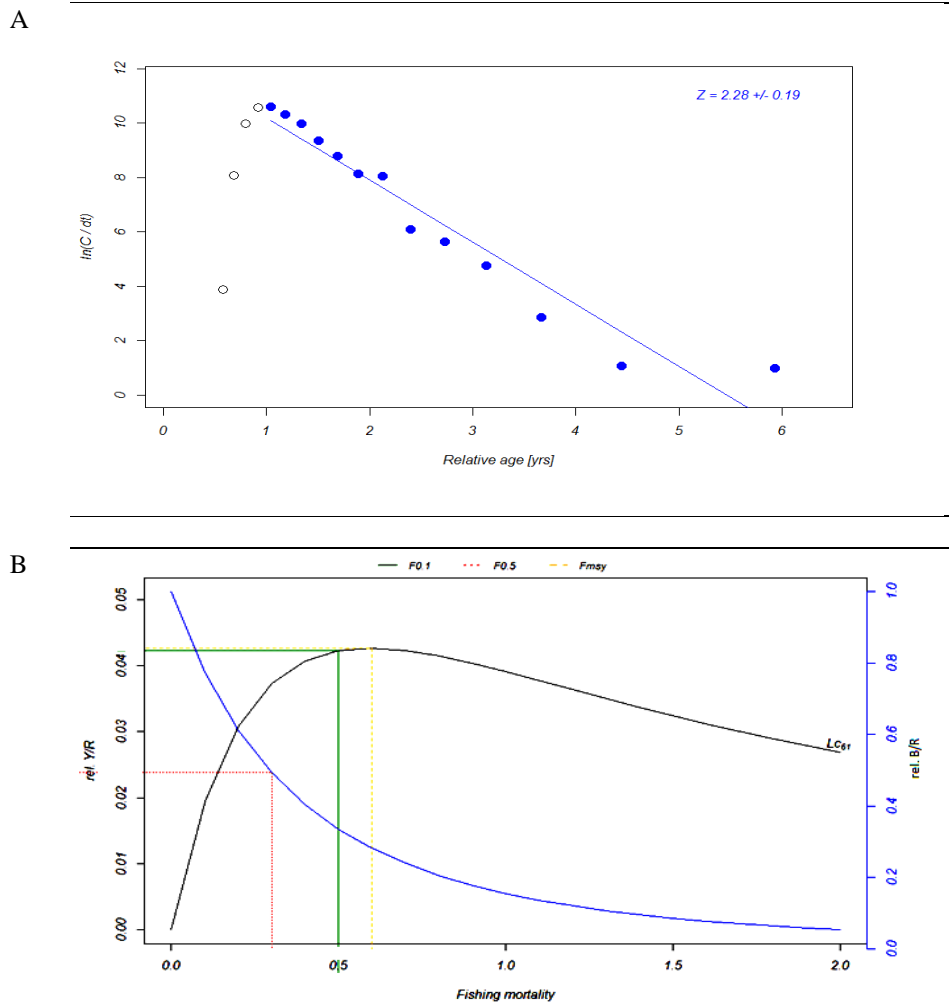 A
Z = 2.28 +/- 0.19
12
10
8
6
4
2
0
ln(C / dt)
0 1 2 3 4 5 6
Relative age [yrs]
B
F0.1 F0.5 Fmsy
0.05
0.04
0.03
0.02
0.01
0.00
rel. Y/R
Lc61
1.0
0.8
0.6
0.4
0.2
0.0
rel. B/R
0.0 0.5 1.0 1.5 2.0
Fishing mortality